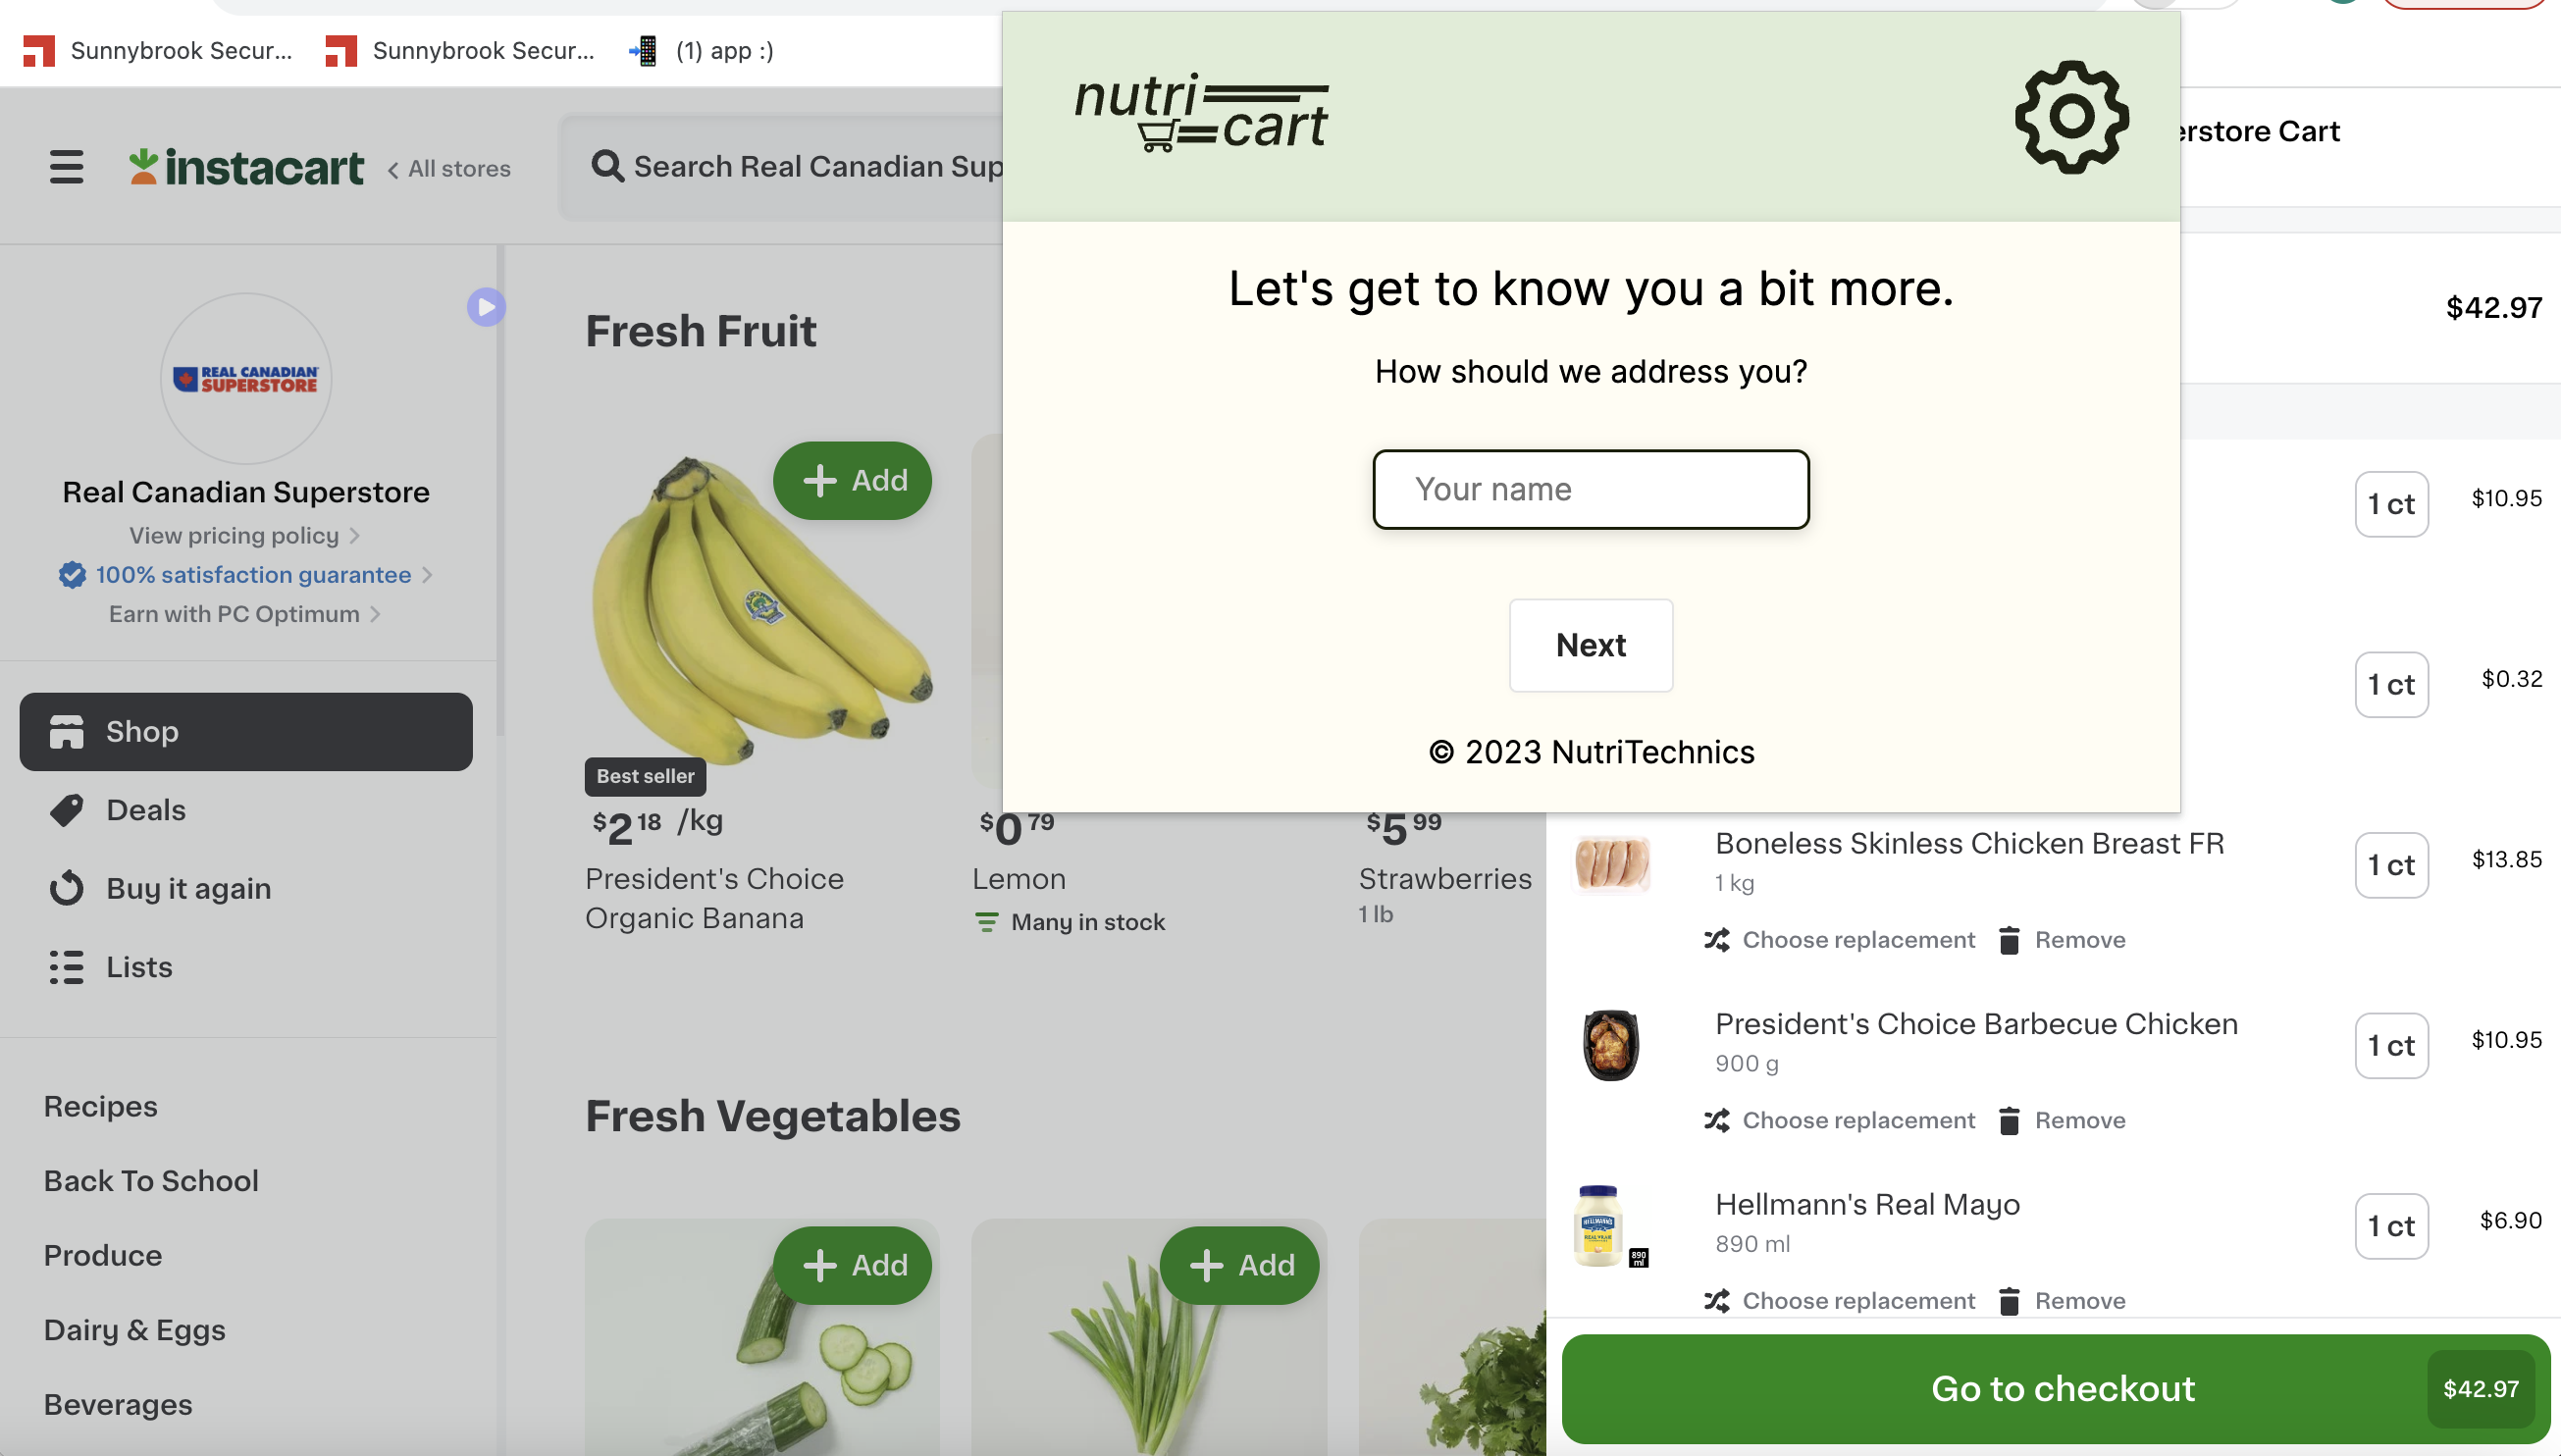 Sunnybrook Secur...
Sunnybrook Secur...
(1) app :)
instacart
All stores
Search Real Canadian Sup
REAL CANADIAN
SUPERSTORE
Real Canadian Superstore
View pricing policy
100% satisfaction guarantee
Earn with PC Optimum
Shop
Deals
Buy it again
Lists
Recipes
Back To School
Produce
Dairy & Eggs
Beverages
Fresh Fruit
+ Add
Best seller
$2 18 /kg
President's Choice
Organic Banana
$0 79
Lemon
Many in stock
$5 99
Strawberries
1 lb
Fresh Vegetables
+ Add
+ Add
nutri
cart
Let's get to know you a bit more.
How should we address you?
Your name
Next
© 2023 NutriTechnics
erstore Cart
$42.97
1 ct $10.95
1 ct $0.32
Boneless Skinless Chicken Breast FR
1 kg
1 ct $13.85
Choose replacement Remove
President's Choice Barbecue Chicken
900 g
1 ct $10.95
Choose replacement Remove
HELLMANN'S
890
ml
Hellmann's Real Mayo
890 ml
1 ct $6.90
Choose replacement Remove
Go to checkout $42.97